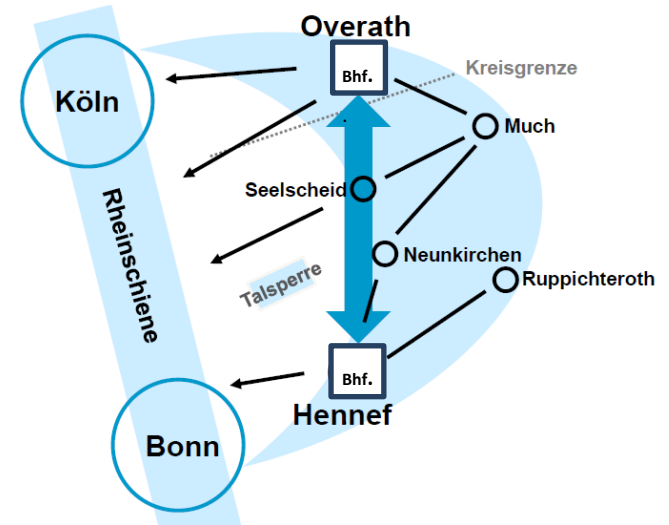 Overath
Bhf.
Kreisgrenze
Köln
Much
Seelscheid
Rheinschiene
Neunkirchen
Talsperre
Ruppichteroth
Bhf.
Hennef
Bonn